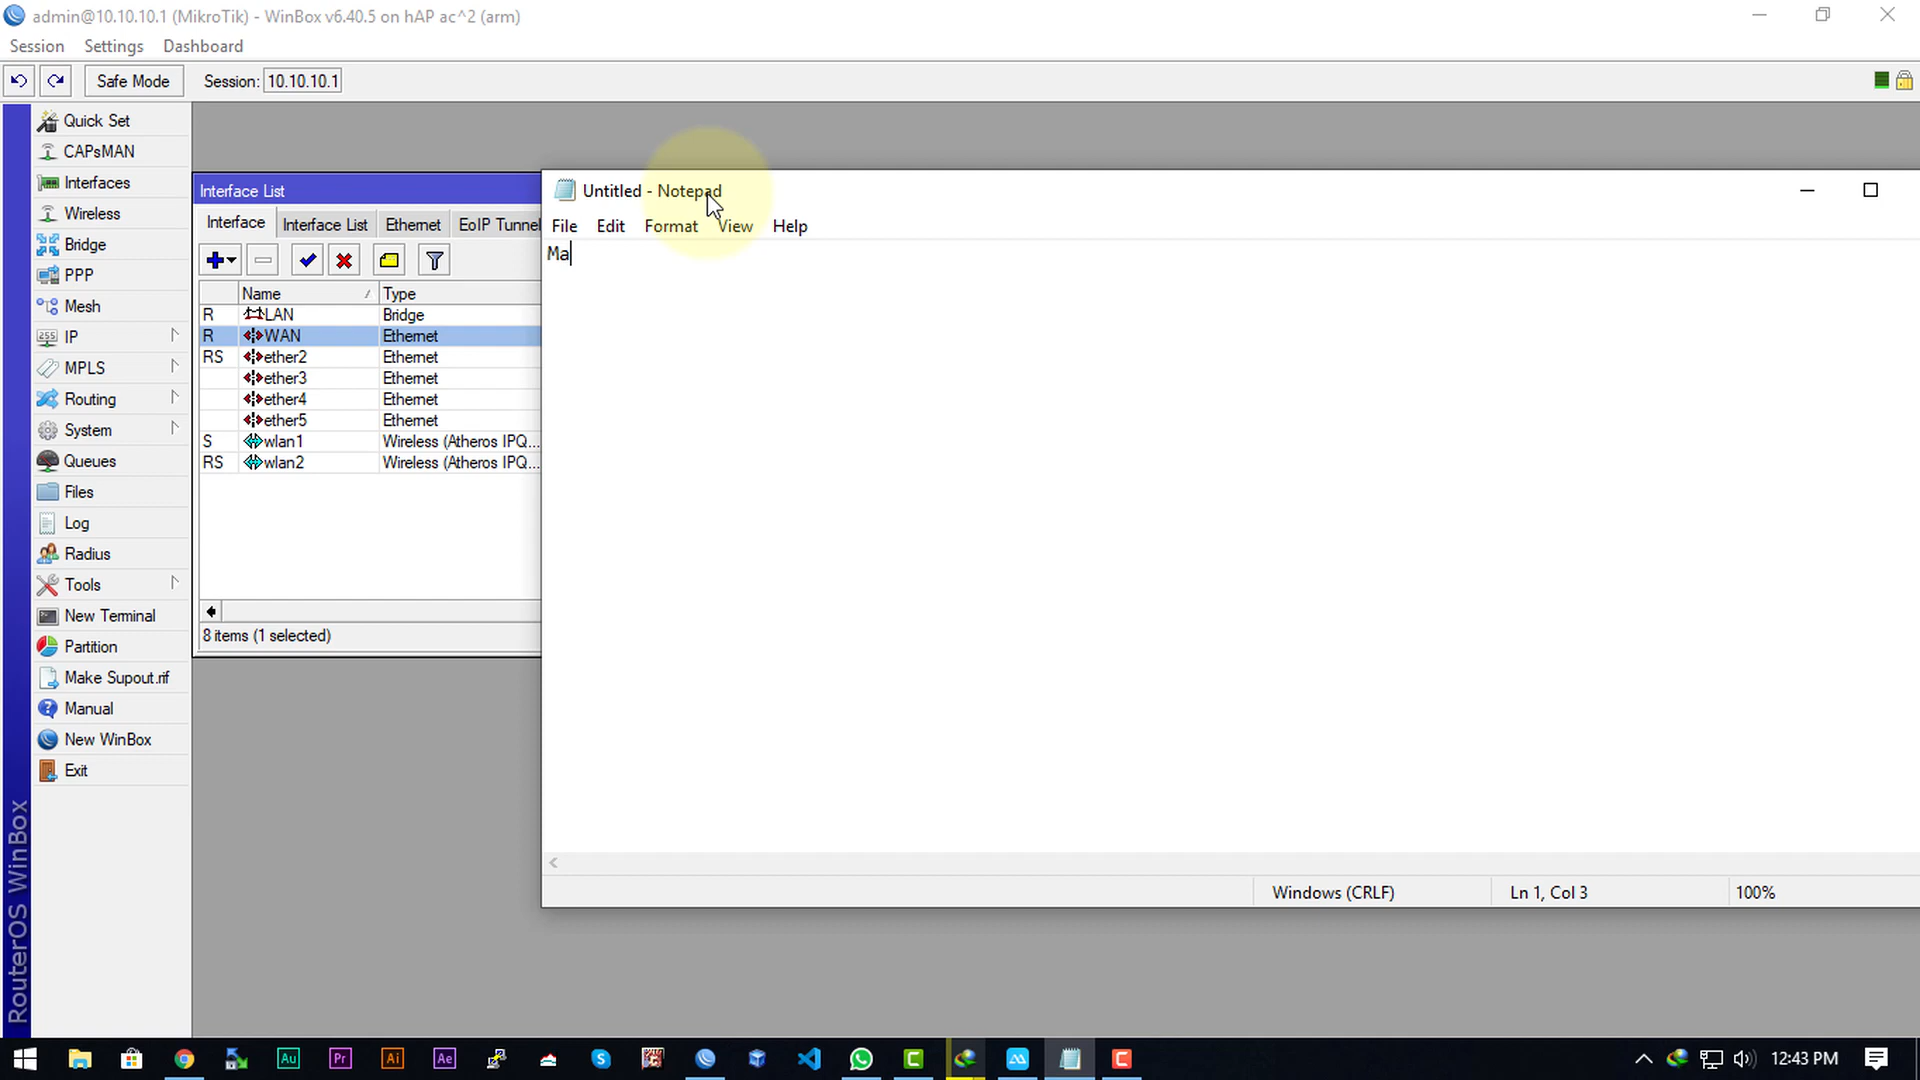 admin@10.10.10.1 (MikroTik) - WinBox v6.40.5 on hAP ac^2 (arm)
Session Settings Dashboard
Safe Mode Session: 10.10.10.1
Quick Set
CAPsMAN
Interfaces
Wireless
Bridge
PPP
Mesh
IP
MPLS
Routing
System
Queues
Files
Log
Radius
Tools
New Terminal
Partition
Make Supout.rif
Manual
New WinBox
Exit
RouterOS WinBox
Interface List
Interface Interface List Ethernet EoIP Tunnel
Name Type
R LAN Bridge
R WAN Ethernet
RS ether2 Ethernet
ether3 Ethernet
ether4 Ethernet
ether5 Ethernet
S wlan1 Wireless (Atheros IPQ...
RS wlan2 Wireless (Atheros IPQ...
8 items (1 selected)
Untitled - Notepad
File Edit Format View Help
Ma
Windows (CRLF) Ln 1, Col 3 100%
Au Pr Ai Ae
12:43 PM